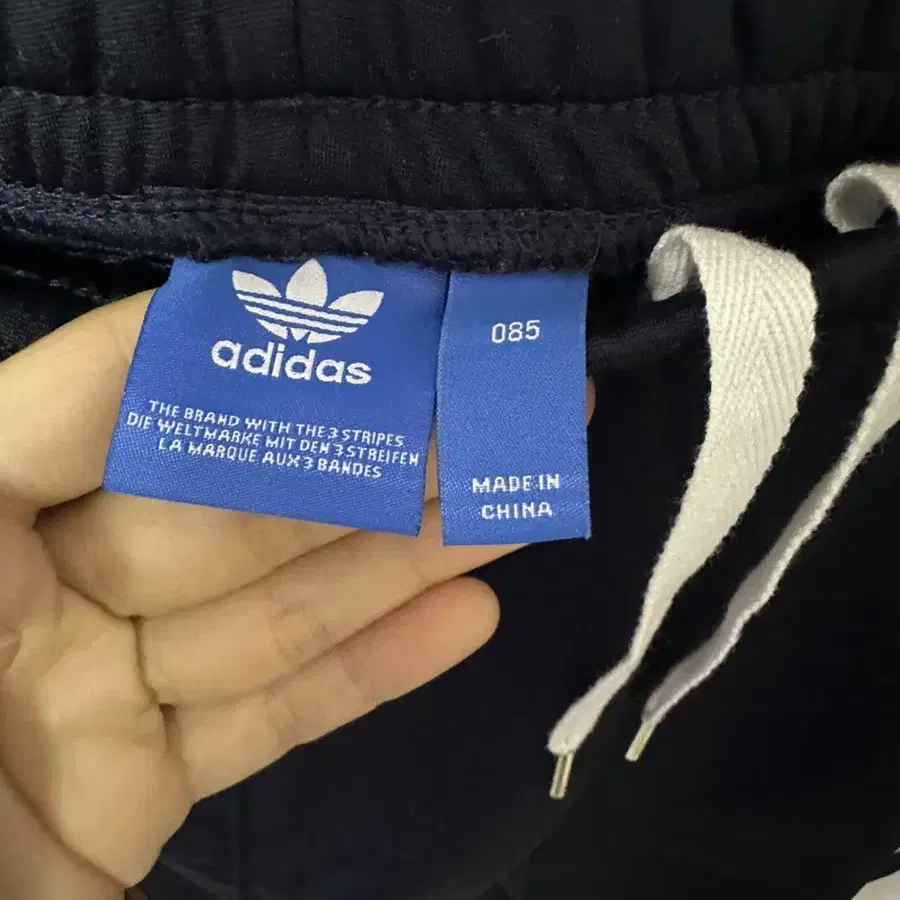 adidas
THE BRAND WITH THE 3 STRIPES
DIE WELTMARKE MIT DEN 3 STREIFEN
LA MARQUE AUX 3 BANDES
085
MADE IN
CHINA